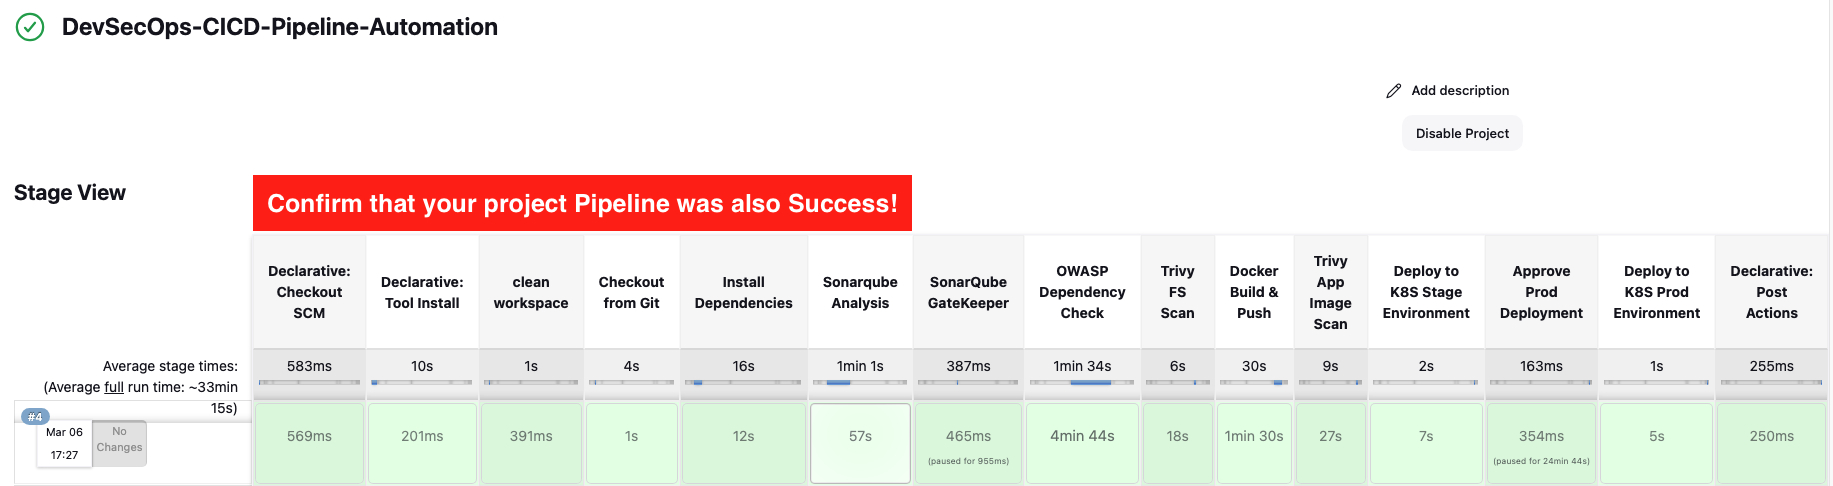 DevSecOps-CICD-Pipeline-Automation
Add description
Disable Project
Stage View
Confirm that your project Pipeline was also Success!
Declarative:
Checkout
SCM
Declarative:
Tool Install
clean
workspace
Checkout
from Git
Install
Dependencies
Sonarqube
Analysis
SonarQube
GateKeeper
OWASP
Dependency
Check
Trivy
FS
Scan
Docker
Build &
Push
Trivy
App
Image
Scan
Deploy to
K8S Stage
Environment
Approve
Prod
Deployment
Deploy to
K8S Prod
Environment
Declarative:
Post
Actions
Average stage times:
(Average full run time: ~33min
15s)
583ms
10s
1s
4s
16s
1min 1s
387ms
1min 34s
6s
30s
9s
2s
163ms
1s
255ms
#4
Mar 06
17:27
No
Changes
569ms
201ms
391ms
1s
12s
57s
465ms
(paused for 955ms)
4min 44s
18s
1min 30s
27s
7s
354ms
(paused for 24min 44s)
5s
250ms